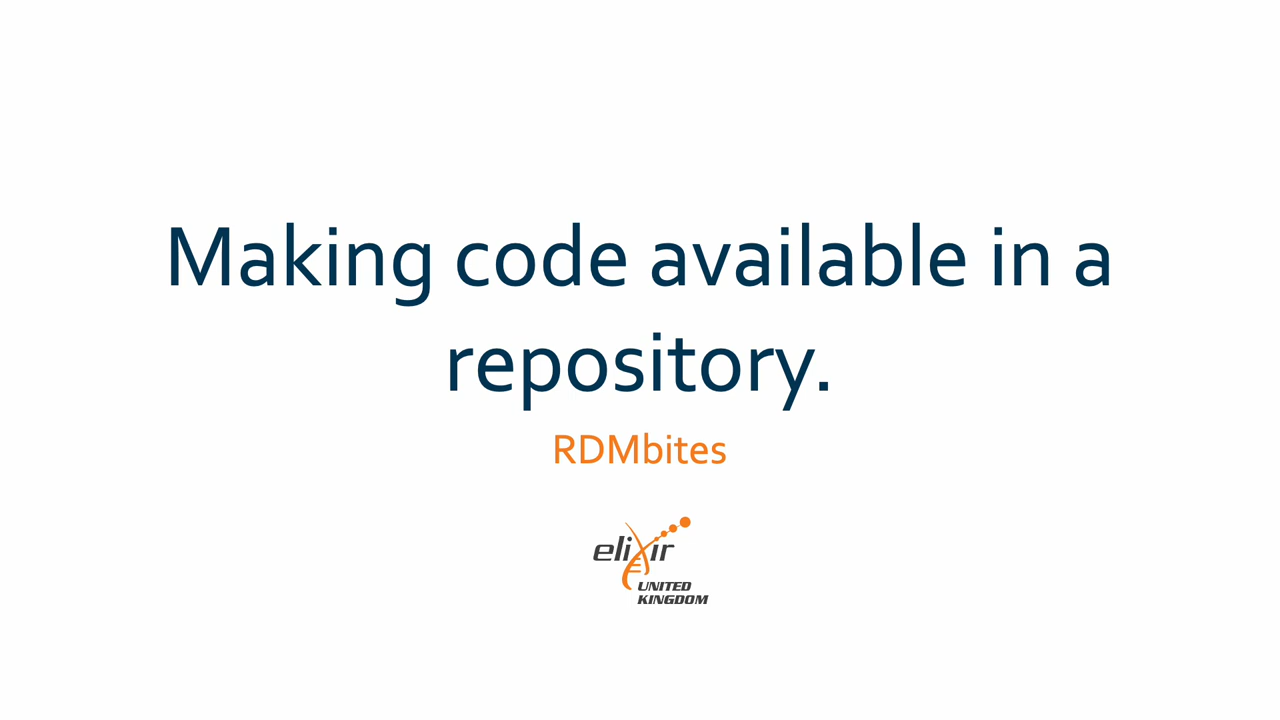 Making code available in a
repository.
RDMbites
elixir
UNITED
KINGDOM